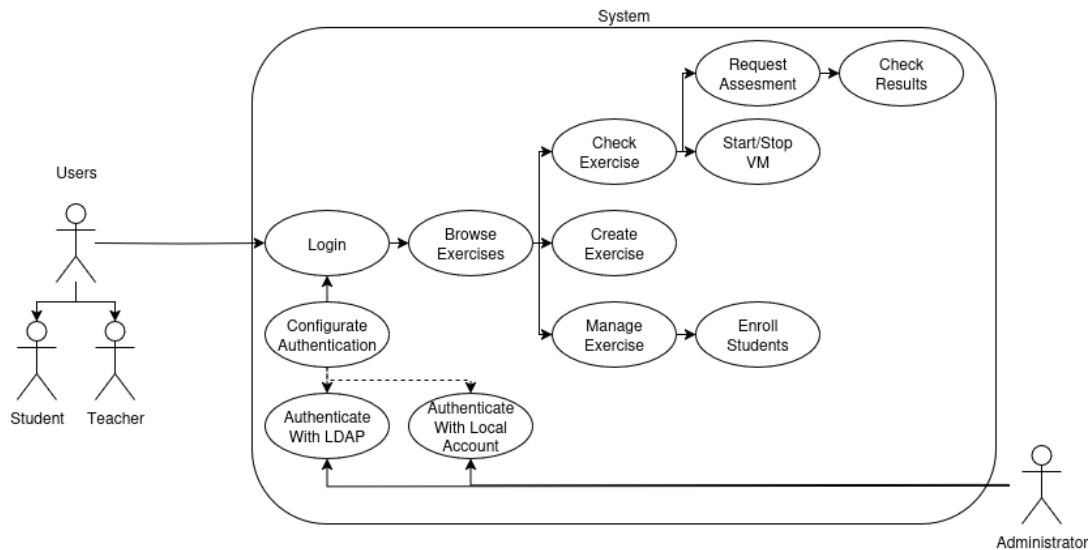 System
Request
Assesment
Check
Results
Check
Exercise
Start/Stop
VM
Users
Login
Browse
Exercises
Create
Exercise
Configurate
Authentication
Manage
Exercise
Enroll
Students
Student
Teacher
Authenticate
With LDAP
Authenticate
With Local
Account
Administrator